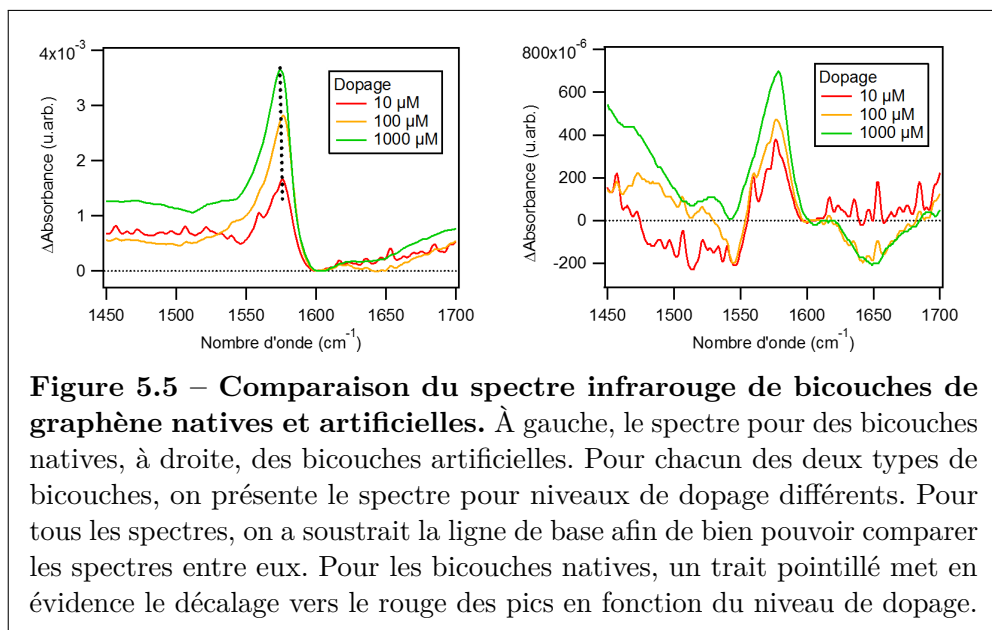 4x10⁻³
3
2
1
0
ΔAbsorbance (u.arb.)
Dopage
10 µM
100 µM
1000 µM
1450 1500 1550 1600 1650 1700
Nombre d'onde (cm⁻¹)
800x10⁻⁶
600
400
200
0
-200
ΔAbsorbance (u.arb.)
Dopage
10 µM
100 µM
1000 µM
1450 1500 1550 1600 1650 1700
Nombre d'onde (cm⁻¹)
Figure 5.5 – Comparaison du spectre infrarouge de bicouches de
graphène natives et artificielles. À gauche, le spectre pour des bicouches
natives, à droite, des bicouches artificielles. Pour chacun des deux types de
bicouches, on présente le spectre pour niveaux de dopage différents. Pour
tous les spectres, on a soustrait la ligne de base afin de bien pouvoir comparer
les spectres entre eux. Pour les bicouches natives, un trait pointillé met en
évidence le décalage vers le rouge des pics en fonction du niveau de dopage.